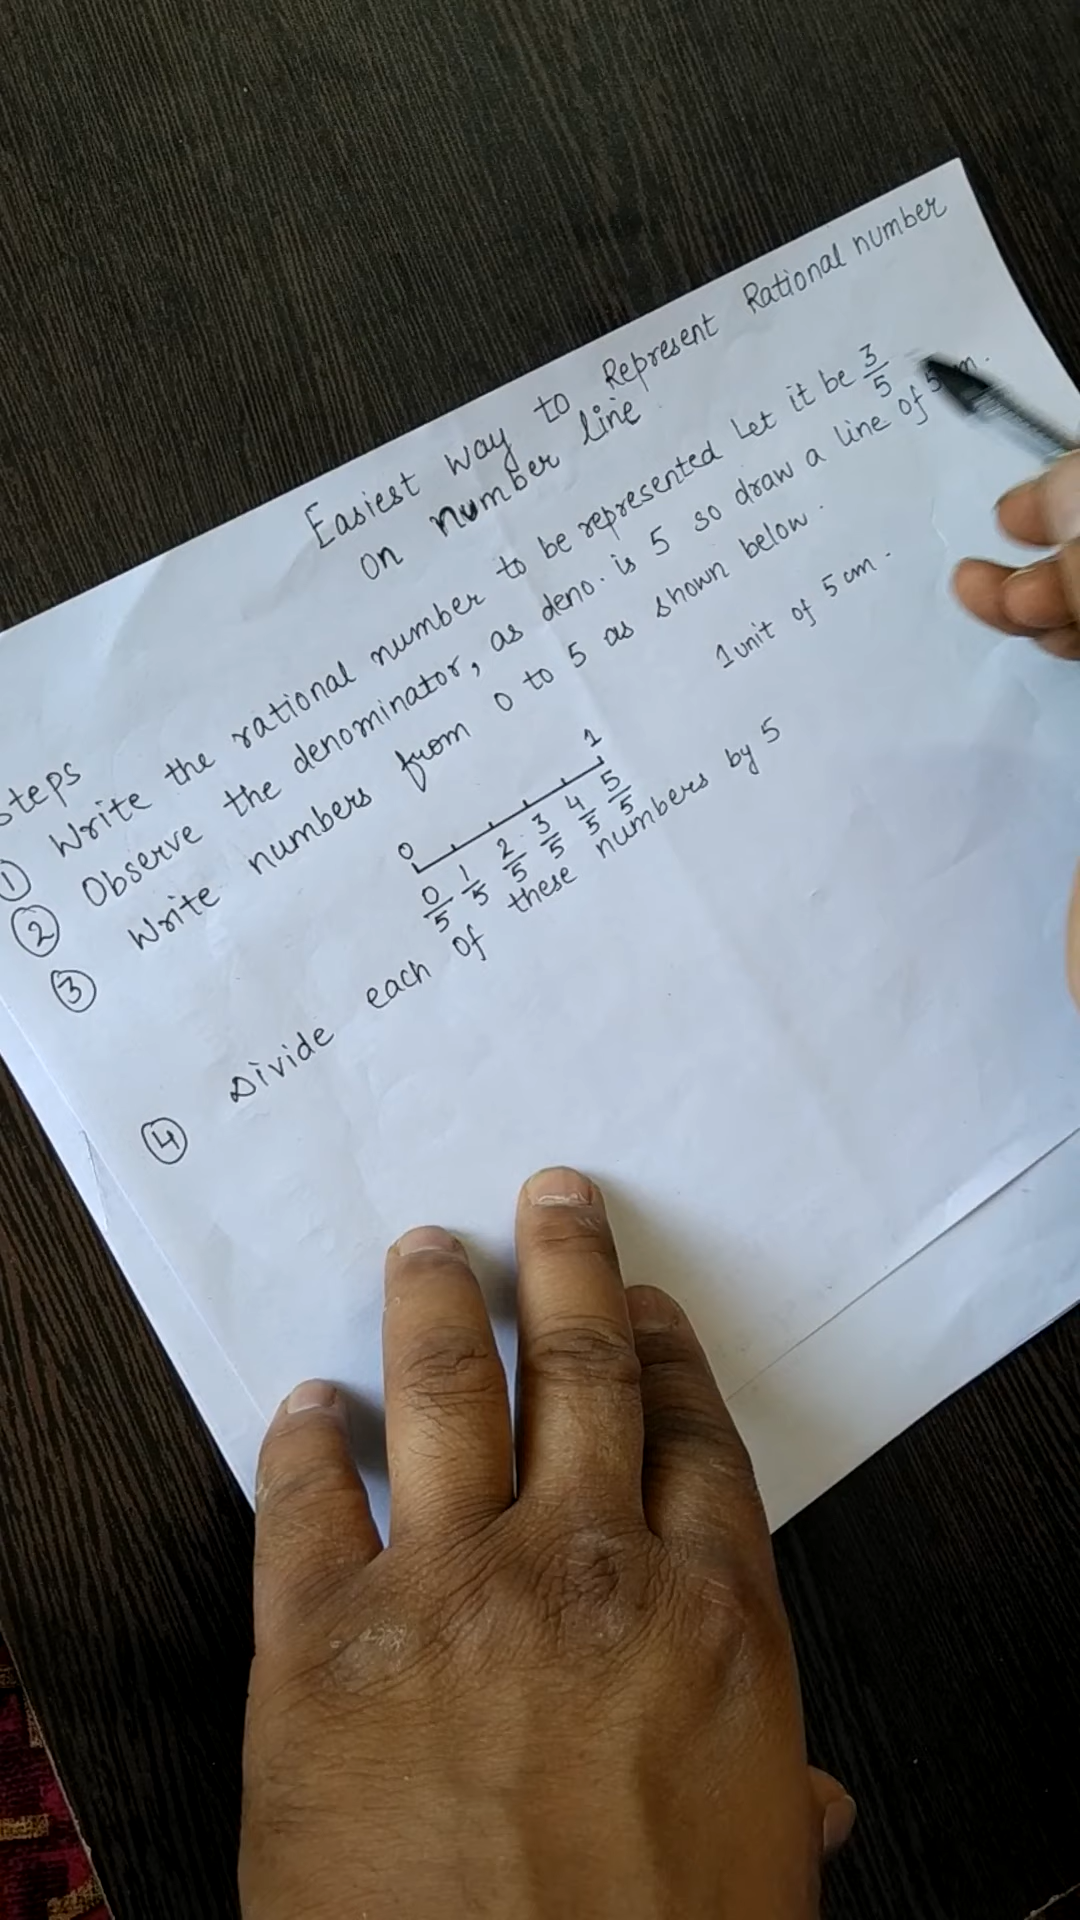 Easiest way to Represent Rational number
on number line
Steps
① Write the rational number to be represented Let it be 3/5
② Observe the denominator, as deno. is 5 so draw a line of 5 cm.
③ Write numbers from 0 to 5 as shown below.
1 unit of 5 cm.
0 1
0/5 1/5 2/5 3/5 4/5 5/5
④ Divide each of these numbers by 5